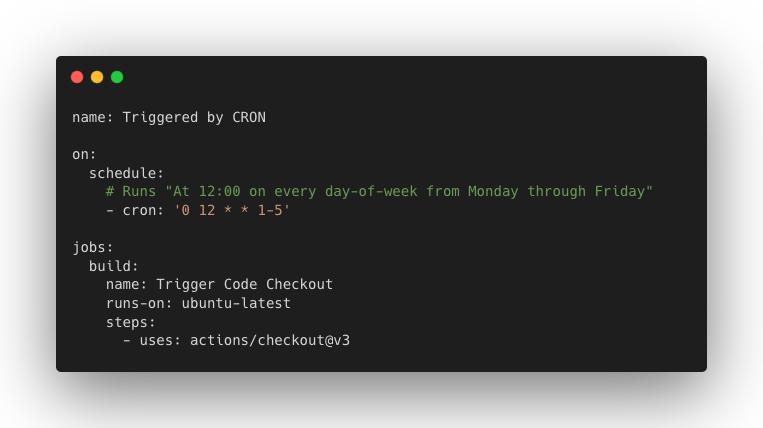 name: Triggered by CRON
on:
schedule:
# Runs "At 12:00 on every day-of-week from Monday through Friday"
- cron: '0 12 * * 1-5'
jobs:
build:
name: Trigger Code Checkout
runs-on: ubuntu-latest
steps:
- uses: actions/checkout@v3